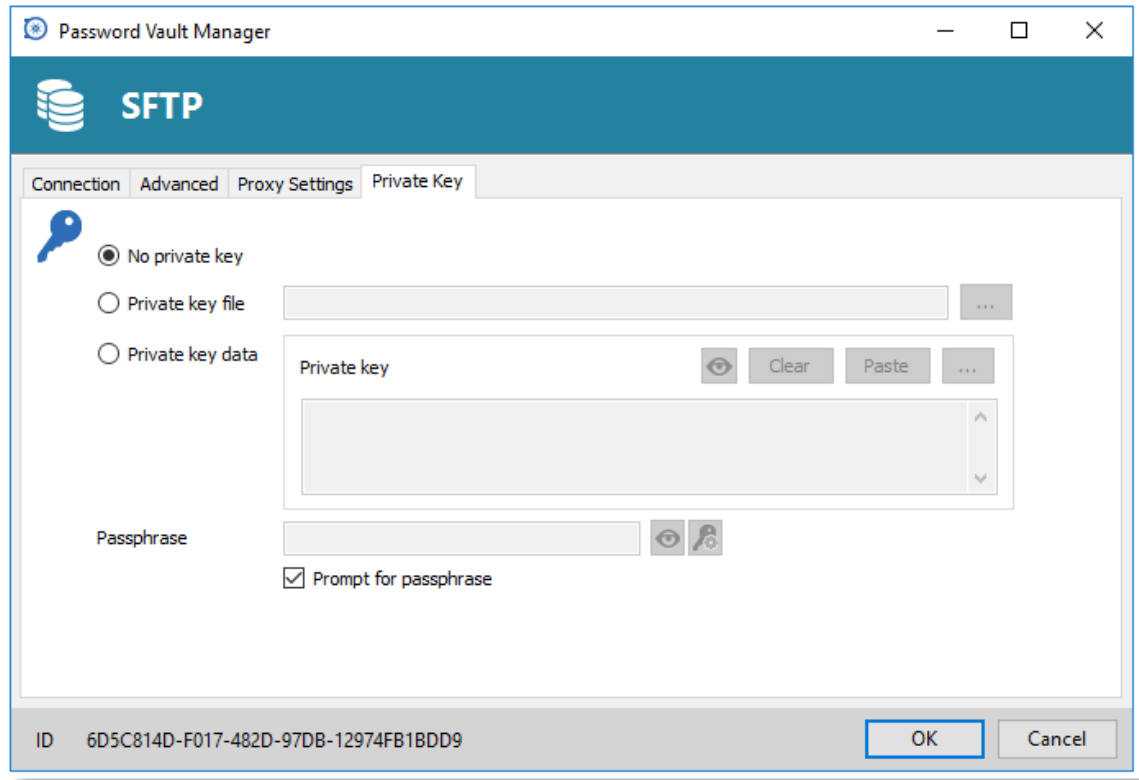 Password Vault Manager
SFTP
Connection Advanced Proxy Settings Private Key
No private key
Private key file ...
Private key data
Private key Clear Paste ...
Passphrase
Prompt for passphrase
ID 6D5C814D-F017-482D-97DB-12974FB1BDD9 OK Cancel